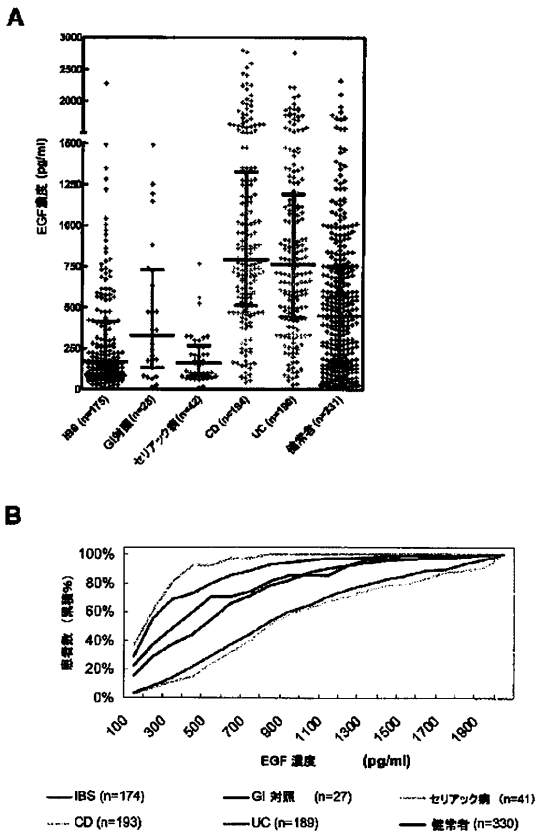 A
EGF濃度 (pg/ml)
3000
2500
2000
1500
1250
1000
750
500
250
0
IBS (n=175)
GI対照 (n=25)
セリアック病 (n=42)
CD (n=194)
UC (n=190)
健常者 (n=331)
B
患者数 (累積%)
100%
80%
60%
40%
20%
0%
100
300
500
700
900
1100
1300
1500
1700
1900
EGF 濃度 (pg/ml)
IBS (n=174)
GI 対照 (n=27)
セリアック病 (n=41)
CD (n=193)
UC (n=189)
健常者 (n=330)